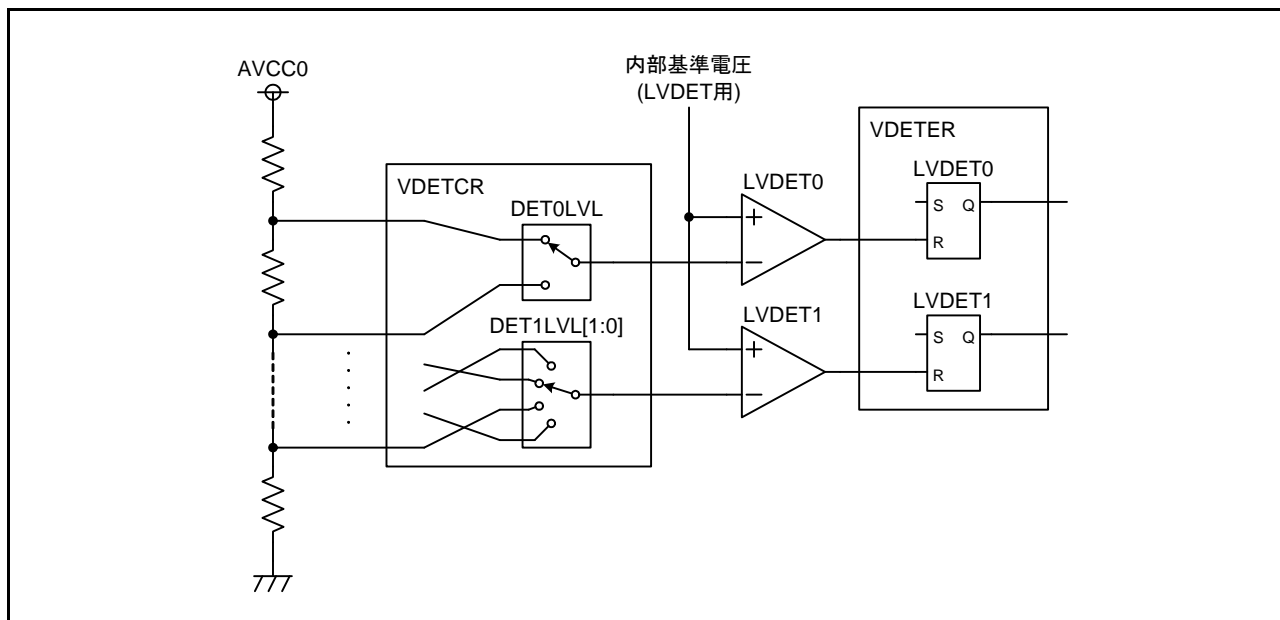 AVCC0
内部基準電圧
(LVDET用)
VDETCR
DET0LVL
DET1LVL[1:0]
LVDET0
+
−
LVDET1
+
−
VDETER
LVDET0
S Q
R
LVDET1
S Q
R